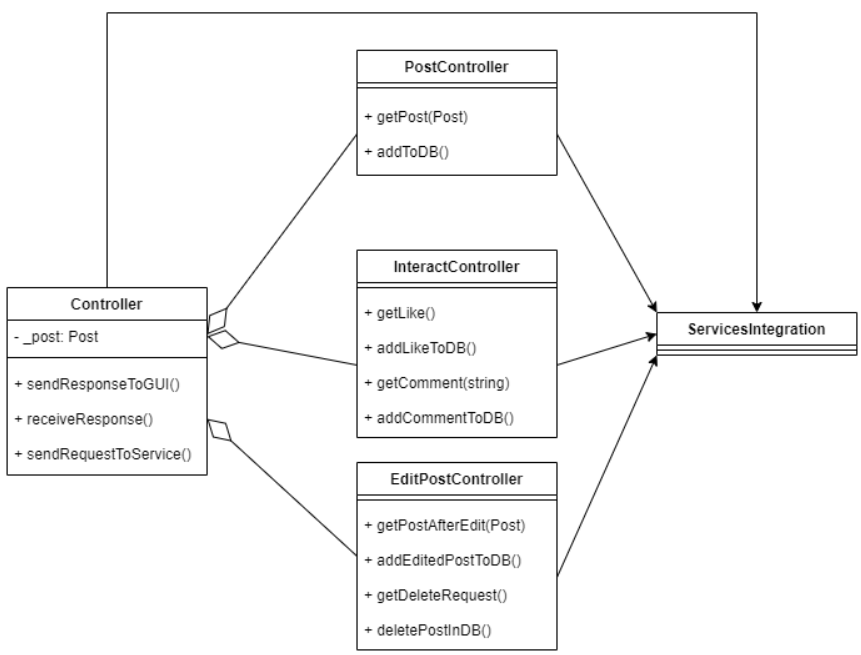 PostController
+ getPost(Post)
+ addToDB()
InteractController
+ getLike()
+ addLikeToDB()
+ getComment(string)
+ addCommentToDB()
Controller
- _post: Post
+ sendResponseToGUI()
+ receiveResponse()
+ sendRequestToService()
ServicesIntegration
EditPostController
+ getPostAfterEdit(Post)
+ addEditedPostToDB()
+ getDeleteRequest()
+ deletePostInDB()